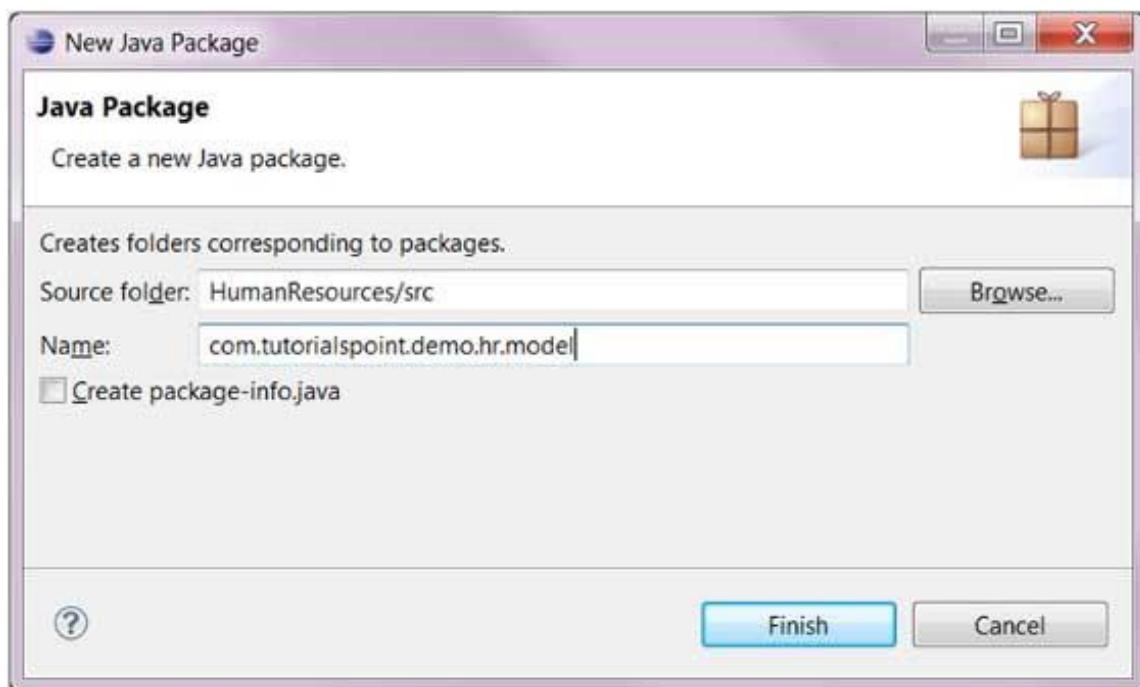 New Java Package
Java Package
Create a new Java package.
Creates folders corresponding to packages.
Source folder: HumanResources/src Browse...
Name: com.tutorialspoint.demo.hr.model
Create package-info.java
? Finish Cancel